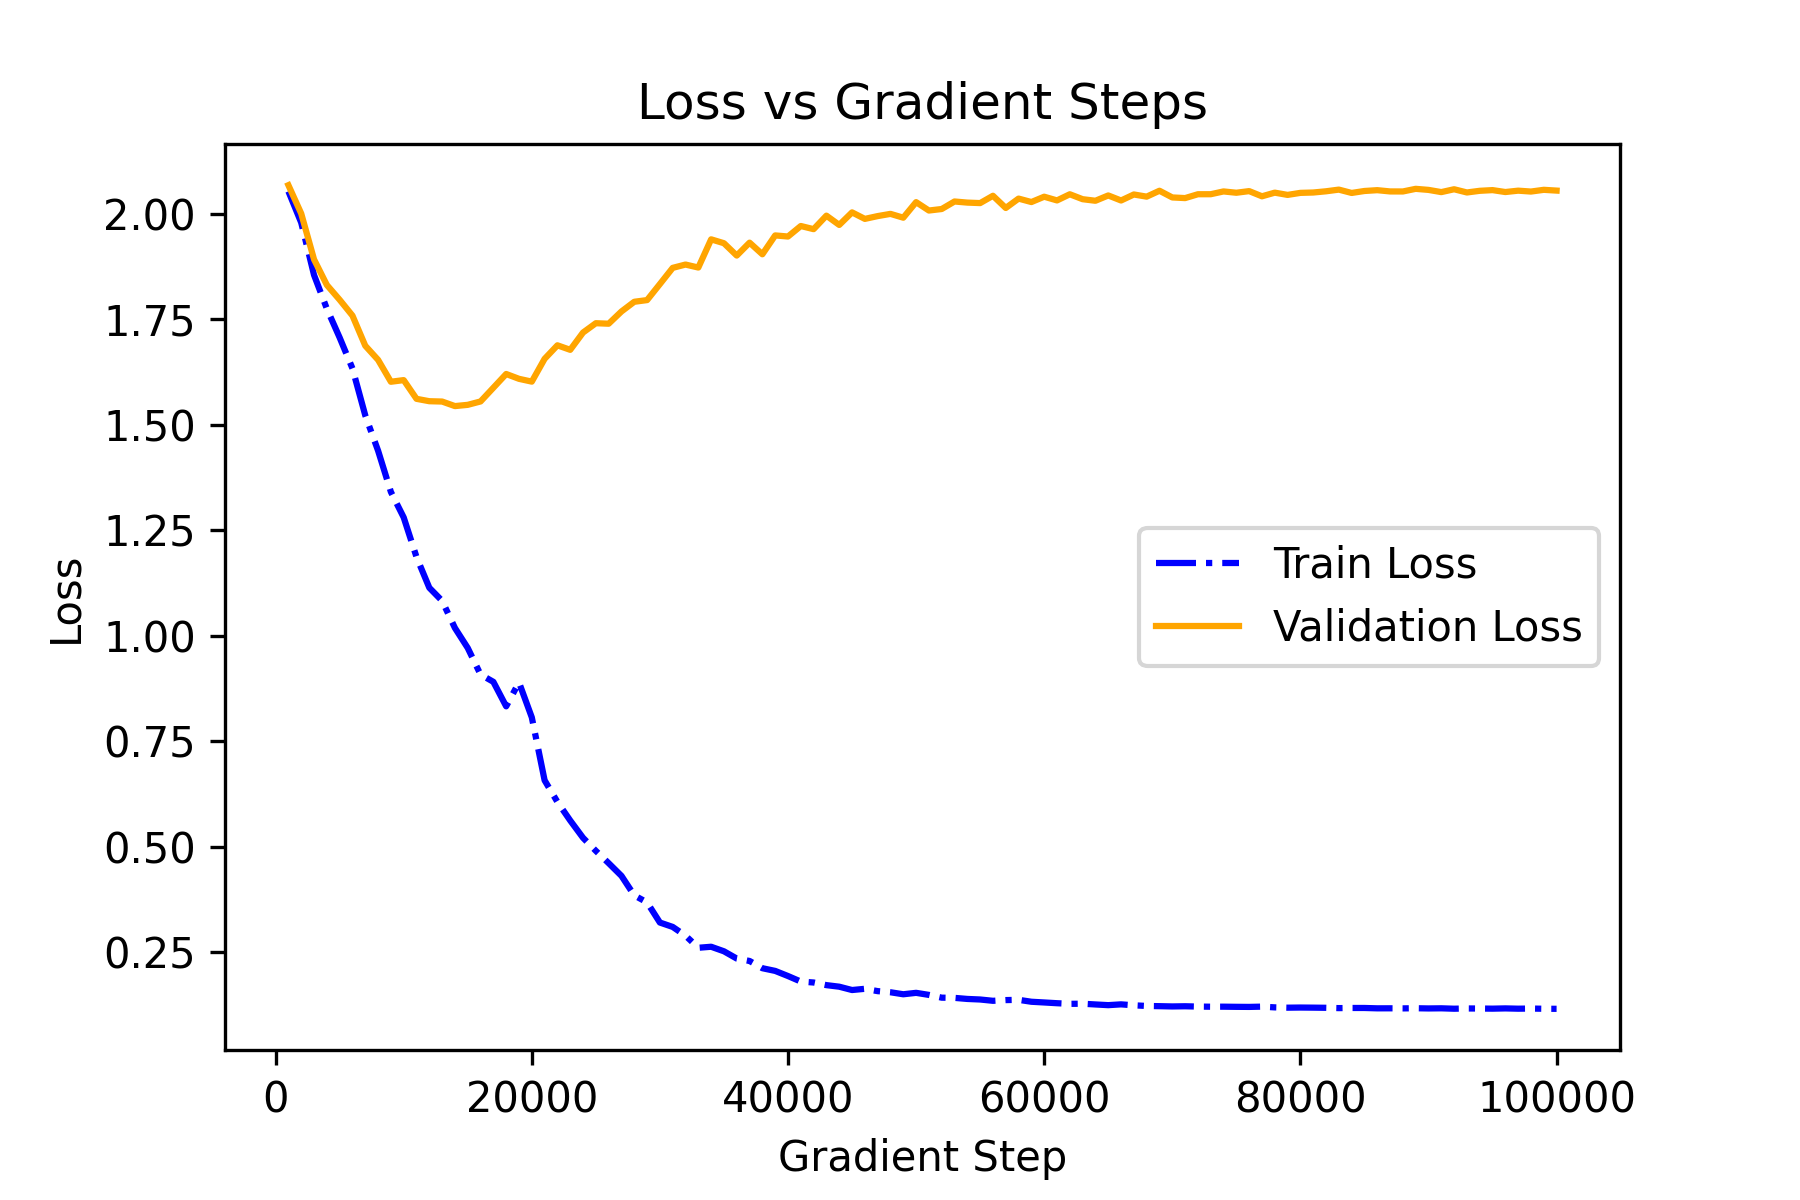 Loss vs Gradient Steps
2.00
1.75
1.50
1.25
1.00
0.75
0.50
0.25
Loss
Train Loss
Validation Loss
0 20000 40000 60000 80000 100000
Gradient Step